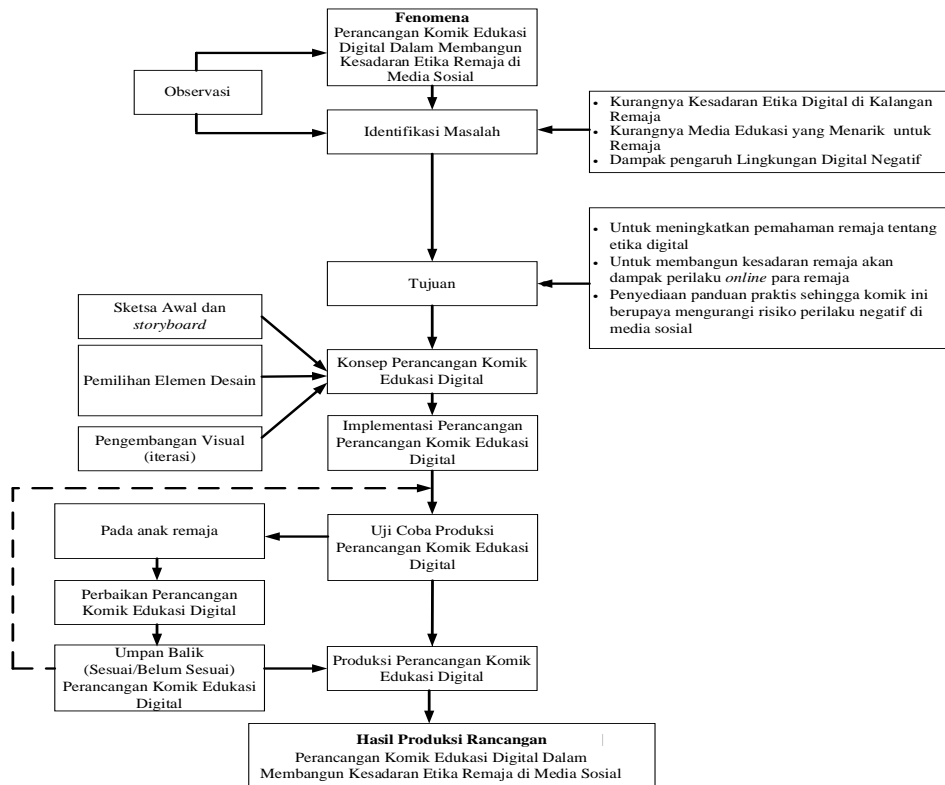 Fenomena
Perancangan Komik Edukasi
Digital Dalam Membangun
Kesadaran Etika Remaja di
Media Sosial
Observasi
Identifikasi Masalah
• Kurangnya Kesadaran Etika Digital di Kalangan
Remaja
• Kurangnya Media Edukasi yang Menarik untuk
Remaja
• Dampak pengaruh Lingkungan Digital Negatif
• Untuk meningkatkan pemahaman remaja tentang
etika digital
• Untuk membangun kesadaran remaja akan
dampak perilaku online para remaja
• Penyediaan panduan praktis sehingga komik ini
berupaya mengurangi risiko perilaku negatif di
media sosial
Tujuan
Sketsa Awal dan
storyboard
Pemilihan Elemen Desain
Pengembangan Visual
(iterasi)
Konsep Perancangan Komik
Edukasi Digital
Implementasi Perancangan
Perancangan Komik Edukasi
Digital
Uji Coba Produksi
Perancangan Komik Edukasi
Digital
Pada anak remaja
Perbaikan Perancangan
Komik Edukasi Digital
Umpan Balik
(Sesuai/Belum Sesuai)
Perancangan Komik Edukasi
Digital
Produksi Perancangan Komik
Edukasi Digital
Hasil Produksi Rancangan
Perancangan Komik Edukasi Digital Dalam
Membangun Kesadaran Etika Remaja di Media Sosial